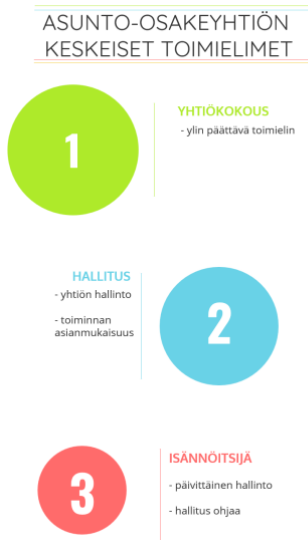 ASUNTO-OSAKEYHTIÖN
KESKEISET TOIMIELIMET
1
YHTIÖKOKOUS
- ylin päättävä toimielin
HALLITUS
- yhtiön hallinto
- toiminnan
asianmukaisuus
2
3
ISÄNNÖITSIJÄ
- päivittäinen hallinto
- hallitus ohjaa